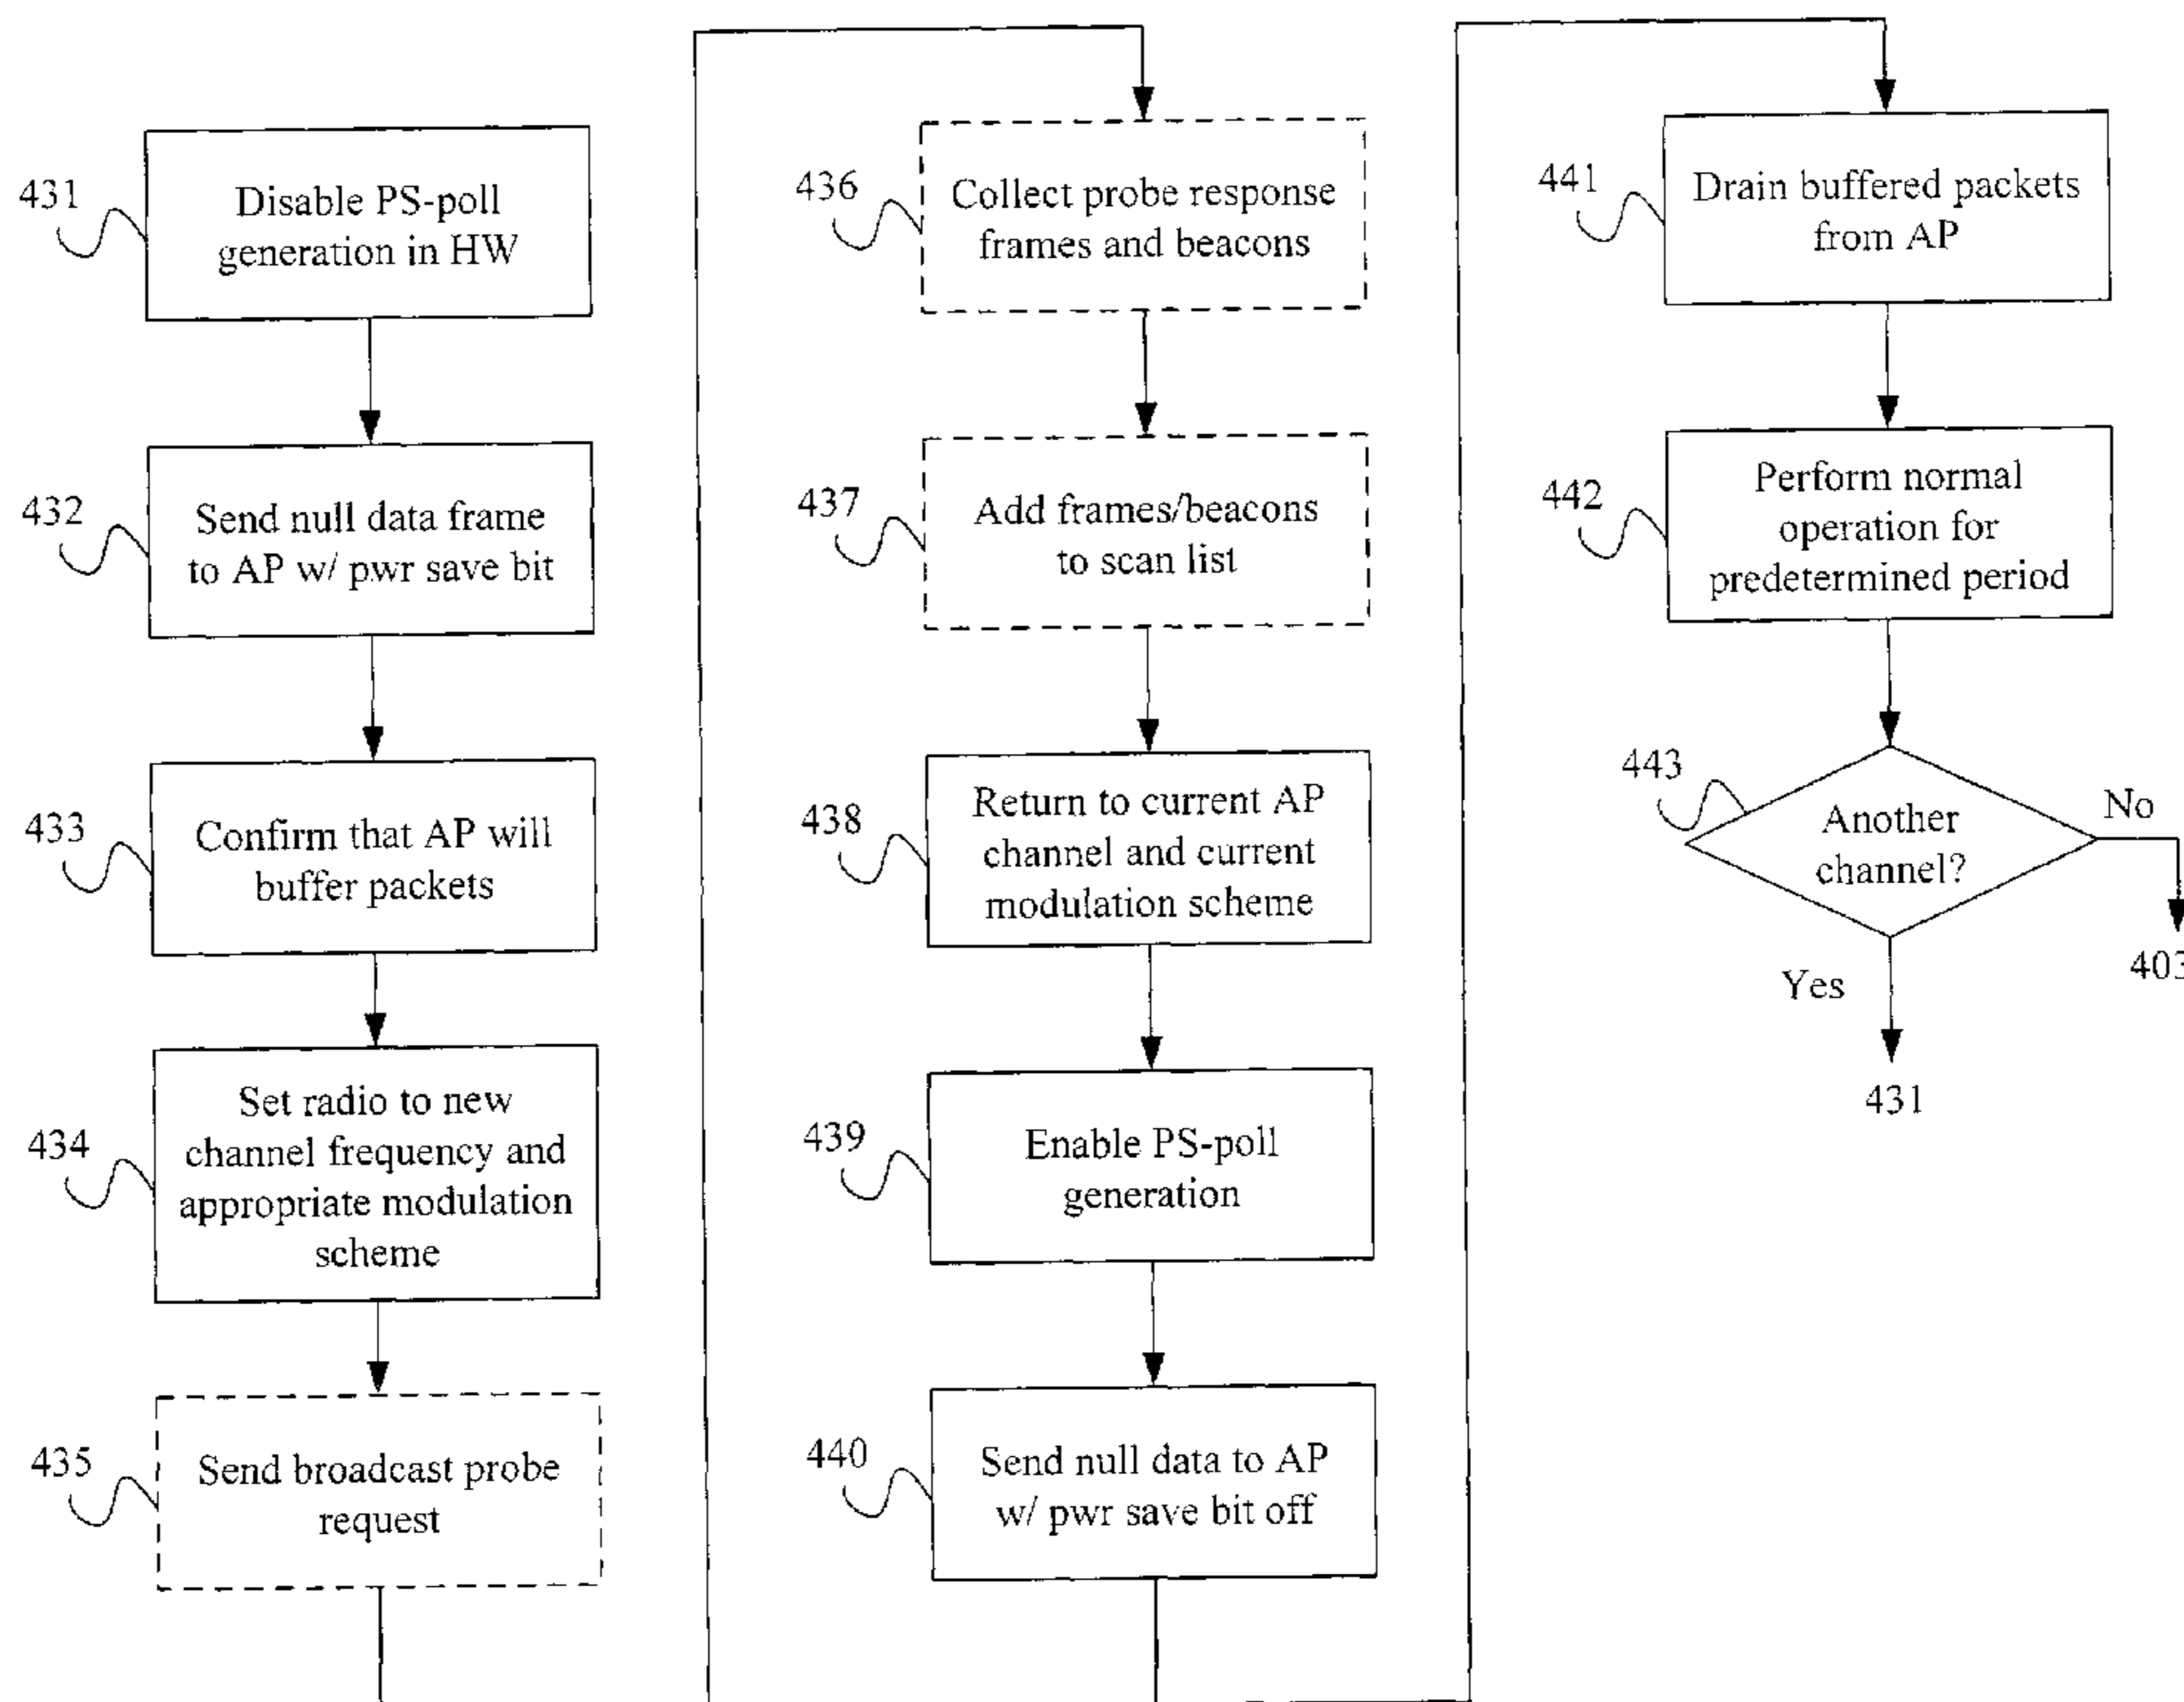 431
Disable PS-poll
generation in HW
432
Send null data frame
to AP w/ pwr save bit
433
Confirm that AP will
buffer packets
434
Set radio to new
channel frequency and
appropriate modulation
scheme
435
Send broadcast probe
request
436
Collect probe response
frames and beacons
437
Add frames/beacons
to scan list
438
Return to current AP
channel and current
modulation scheme
439
Enable PS-poll
generation
440
Send null data to AP
w/ pwr save bit off
441
Drain buffered packets
from AP
442
Perform normal
operation for
predetermined period
443
Another
channel?
No
403
Yes
431